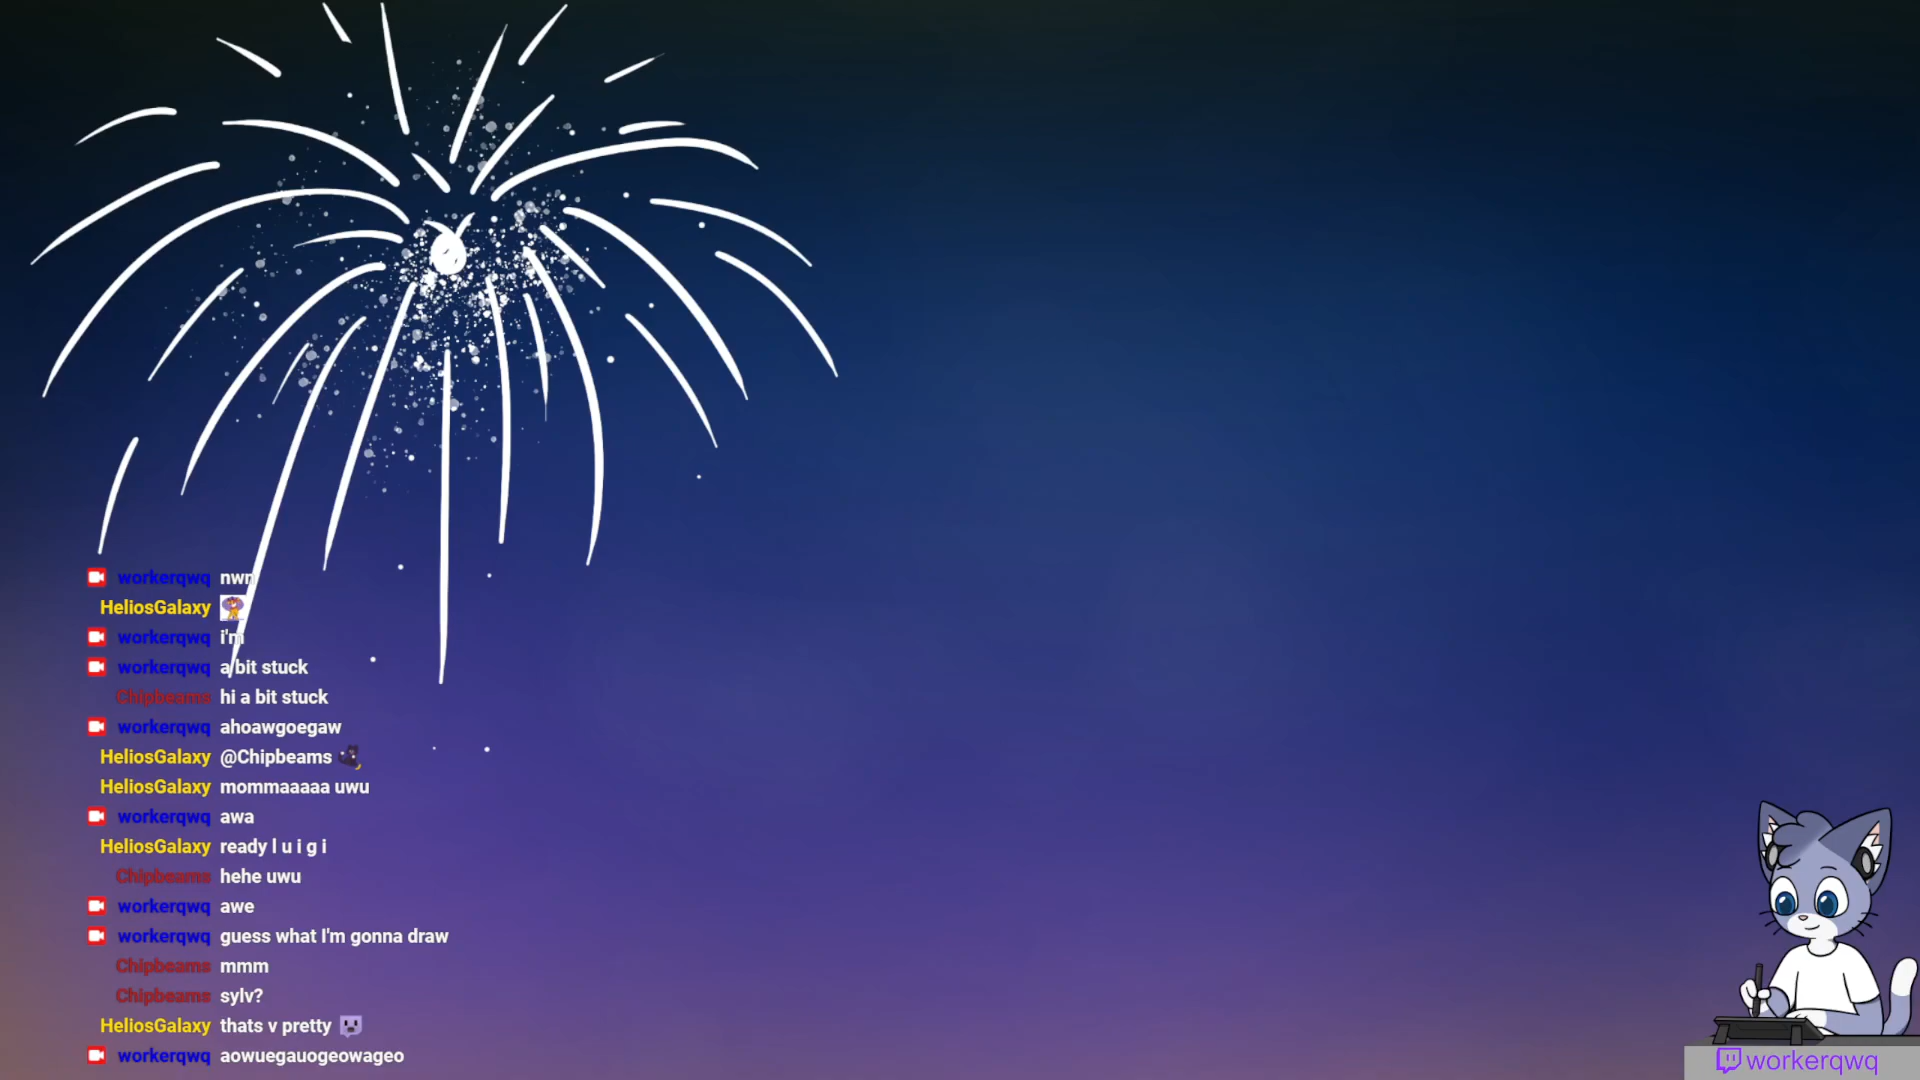 workerqwq nwn
HeliosGalaxy
workerqwq i'm
workerqwq a bit stuck
Chipbeams hi a bit stuck
workerqwq ahoawgoegaw
HeliosGalaxy @Chipbeams
HeliosGalaxy mommaaaaa uwu
workerqwq awa
HeliosGalaxy ready l u i g i
Chipbeams hehe uwu
workerqwq awe
workerqwq guess what I'm gonna draw
Chipbeams mmm
Chipbeams sylv?
HeliosGalaxy thats v pretty
workerqwq aowuegauogeowageo
workerqwq